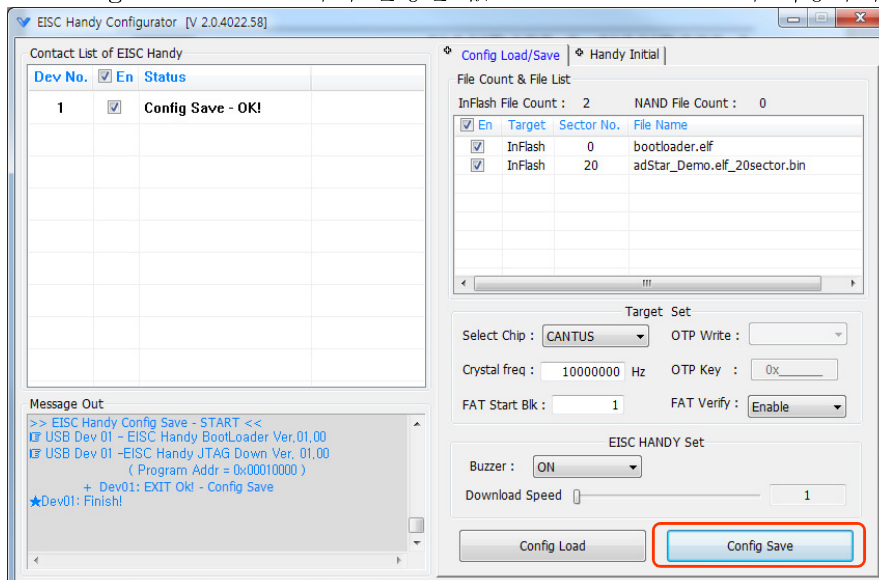 EISC Handy Configurator [V 2.0.4022.58]
Contact List of EISC Handy
Dev No. En Status
1 Config Save - OK!
Message Out
>> EISC Handy Config Save - START <<
☞ USB Dev 01 - EISC Handy BootLoader Ver,01,00
☞ USB Dev 01 -EISC Handy JTAG Down Ver, 01,00
( Program Addr = 0x00010000 )
+ Dev01: EXIT Ok! - Config Save
★Dev01: Finish!
Config Load/Save Handy Initial
File Count & File List
InFlash File Count : 2 NAND File Count : 0
En Target Sector No. File Name
InFlash 0 bootloader.elf
InFlash 20 adStar_Demo.elf_20sector.bin
Target Set
Select Chip : CANTUS OTP Write :
Crystal freq : 10000000 Hz OTP Key : 0x______
FAT Start Blk : 1 FAT Verify : Enable
EISC HANDY Set
Buzzer : ON
Download Speed 1
Config Load Config Save